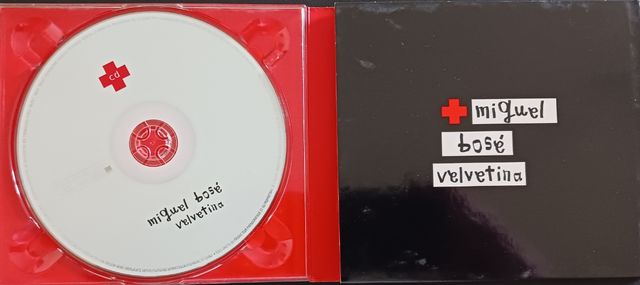 cd
miguel bosé
velvetina
miguel
bosé
velvetina